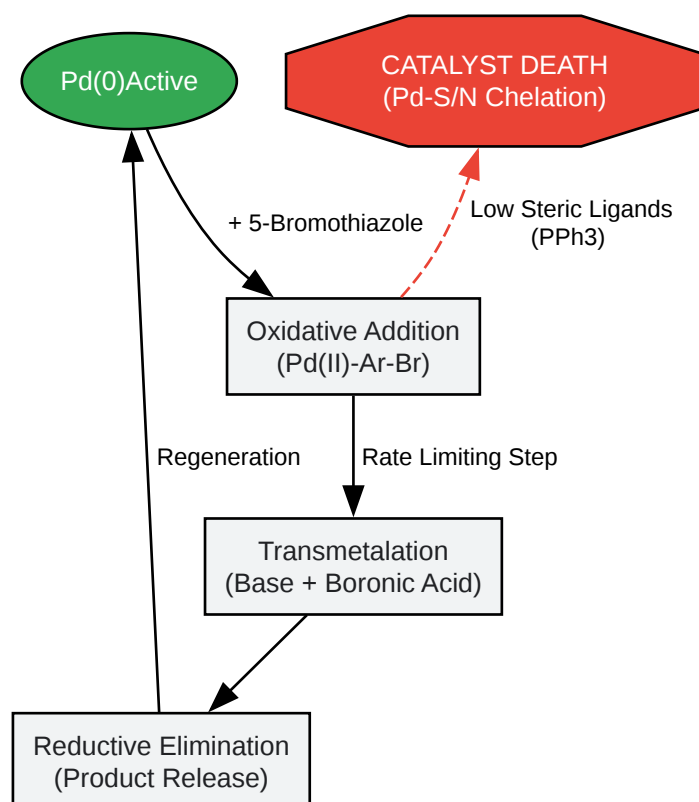 Pd(0)Active
CATALYST DEATH
(Pd-S/N Chelation)
+ 5-Bromothiazole
Low Steric Ligands
(PPh3)
Oxidative Addition
(Pd(II)-Ar-Br)
Regeneration
Rate Limiting Step
Transmetalation
(Base + Boronic Acid)
Reductive Elimination
(Product Release)